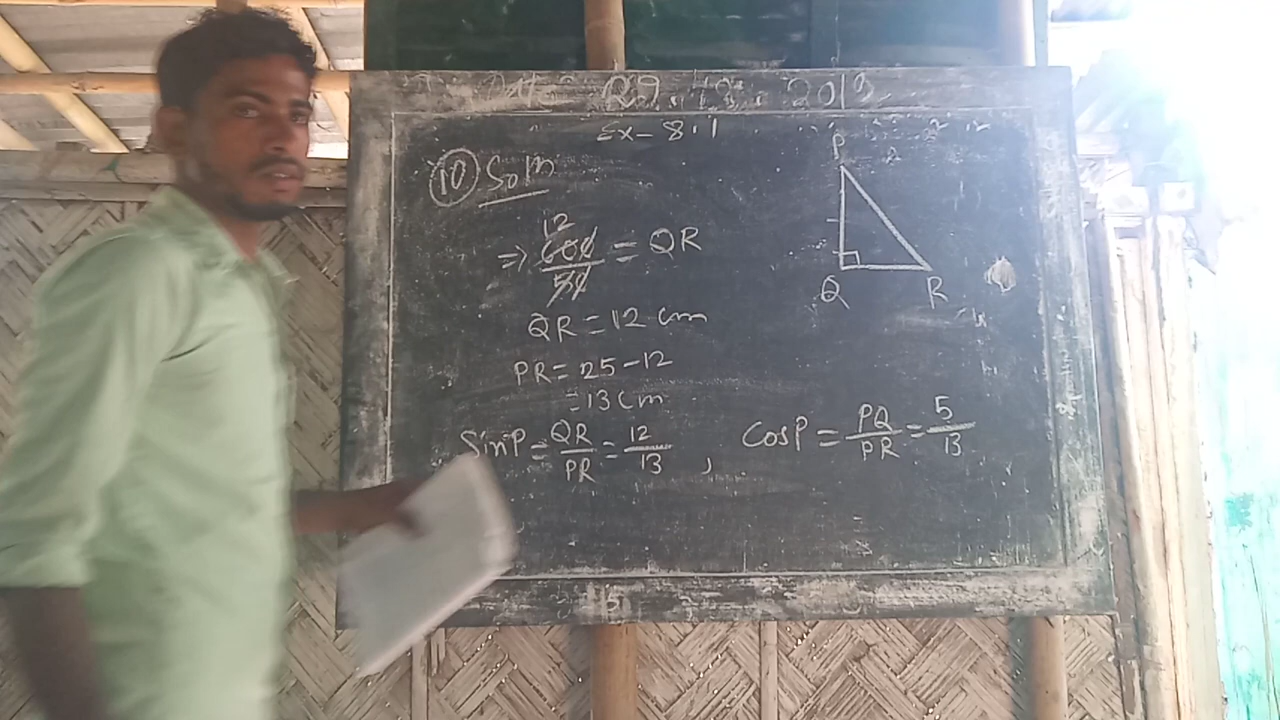 Ex - 8.1
(10) Soln
P
12
⇒ 600/50 = QR
Q R
QR = 12 cm
PR = 25 - 12
= 13 cm
Sin P = QR/PR = 12/13 , Cos P = PQ/PR = 5/13